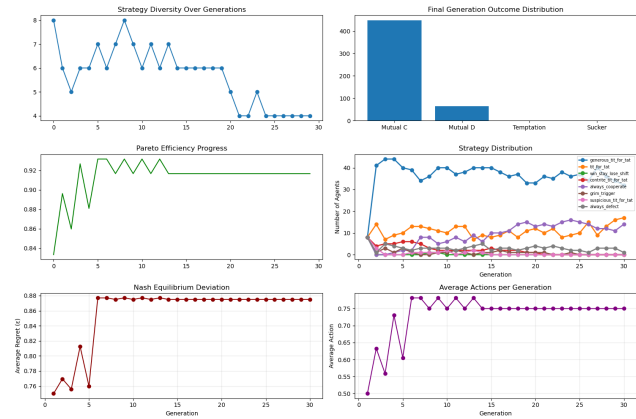 Strategy Diversity Over Generations
8
7
6
5
4
0
5
10
15
20
25
30
Final Generation Outcome Distribution
400
300
200
100
0
Mutual C
Mutual D
Temptation
Sucker
Pareto Efficiency Progress
0.92
0.90
0.88
0.86
0.84
0
5
10
15
20
25
30
Strategy Distribution
Number of Agents
40
30
20
10
0
generous_tit_for_tat
tit_for_tat
win_stay_lose_shift
contrite_tit_for_tat
always_cooperate
grim_trigger
suspicious_tit_for_tat
always_defect
0
5
10
15
20
25
30
Generation
Nash Equilibrium Deviation
Average Regret (ε)
0.88
0.86
0.84
0.82
0.80
0.78
0.76
0
5
10
15
20
25
30
Generation
Average Actions per Generation
Average Action
0.75
0.70
0.65
0.60
0.55
0.50
0
5
10
15
20
25
30
Generation